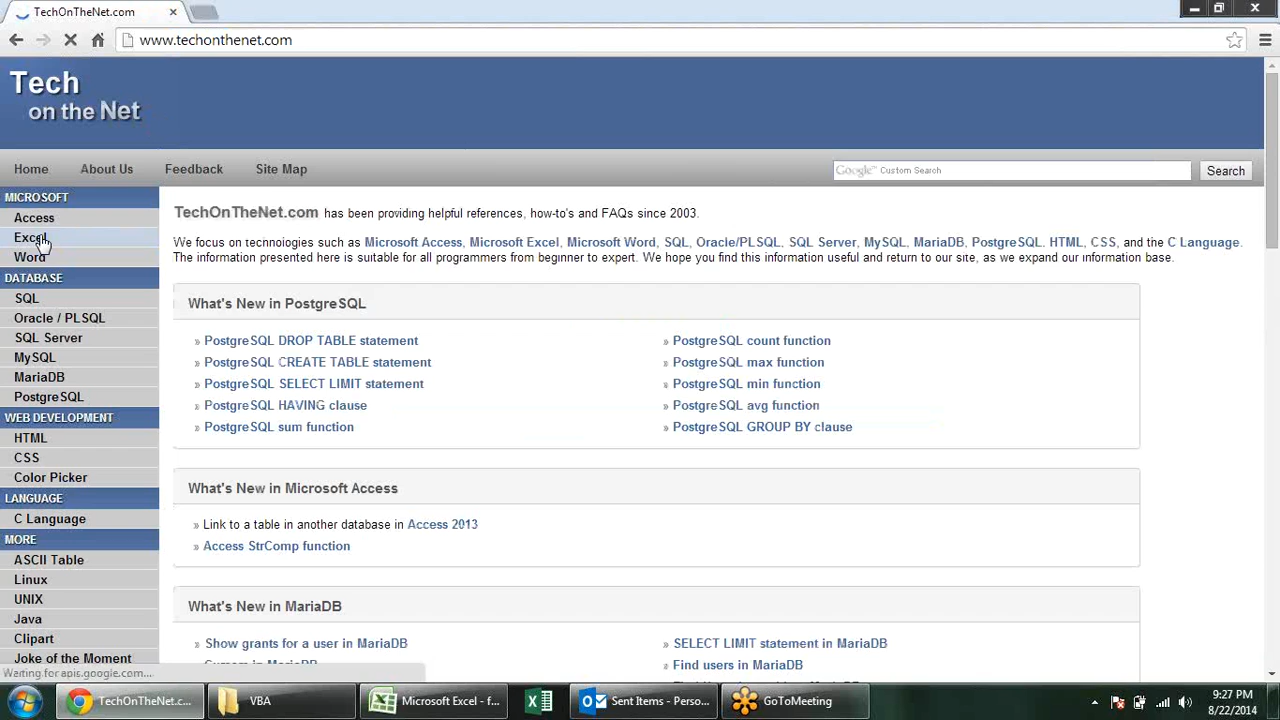 TechOnTheNet.com
www.techonthenet.com
Tech
on the Net
Home About Us Feedback Site Map
Google™ Custom Search Search
MICROSOFT
Access
Excel
Word
DATABASE
SQL
Oracle / PLSQL
SQL Server
MySQL
MariaDB
PostgreSQL
WEB DEVELOPMENT
HTML
CSS
Color Picker
LANGUAGE
C Language
MORE
ASCII Table
Linux
UNIX
Java
Clipart
Joke of the Moment
TechOnTheNet.com has been providing helpful references, how-to's and FAQs since 2003.
We focus on technologies such as Microsoft Access, Microsoft Excel, Microsoft Word, SQL, Oracle/PLSQL, SQL Server, MySQL, MariaDB, PostgreSQL, HTML, CSS, and the C Language.
The information presented here is suitable for all programmers from beginner to expert. We hope you find this information useful and return to our site, as we expand our information base.
What's New in PostgreSQL
» PostgreSQL DROP TABLE statement
» PostgreSQL CREATE TABLE statement
» PostgreSQL SELECT LIMIT statement
» PostgreSQL HAVING clause
» PostgreSQL sum function
» PostgreSQL count function
» PostgreSQL max function
» PostgreSQL min function
» PostgreSQL avg function
» PostgreSQL GROUP BY clause
What's New in Microsoft Access
» Link to a table in another database in Access 2013
» Access StrComp function
What's New in MariaDB
» Show grants for a user in MariaDB
» SELECT LIMIT statement in MariaDB
» Find users in MariaDB
Waiting for apis.google.com...
TechOnTheNet.c...
VBA
Microsoft Excel - f...
Sent Items - Perso...
GoToMeeting
9:27 PM
8/22/2014